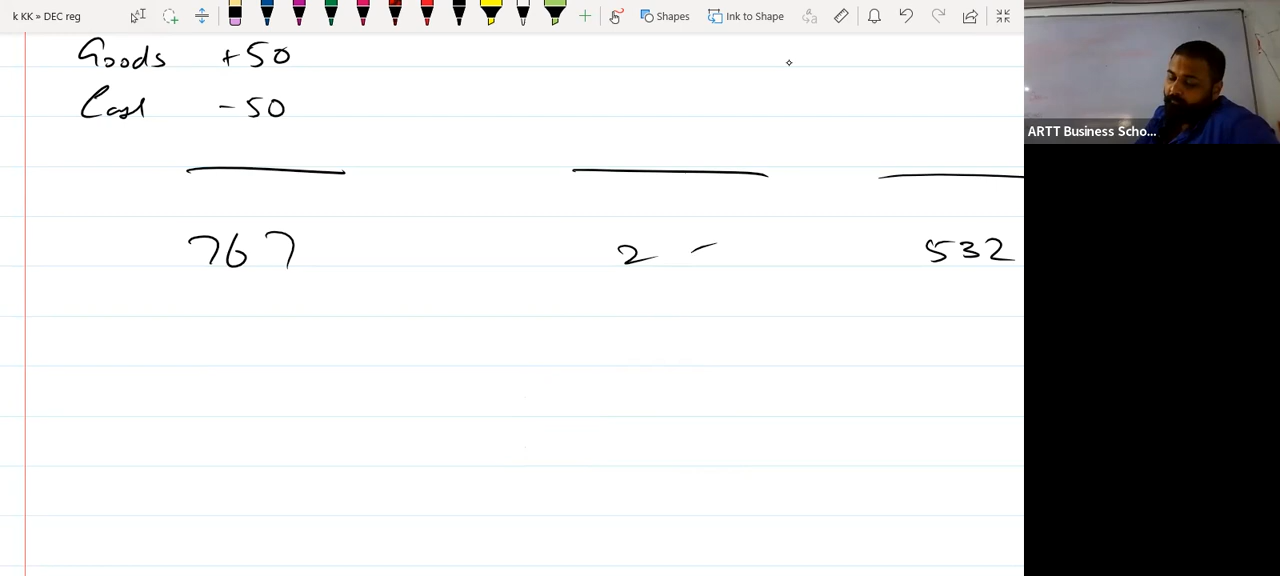 k KK » DEC reg
Shapes
Ink to Shape
Goods +50
Cash -50
ARTT Business Scho...
767 2 - 532